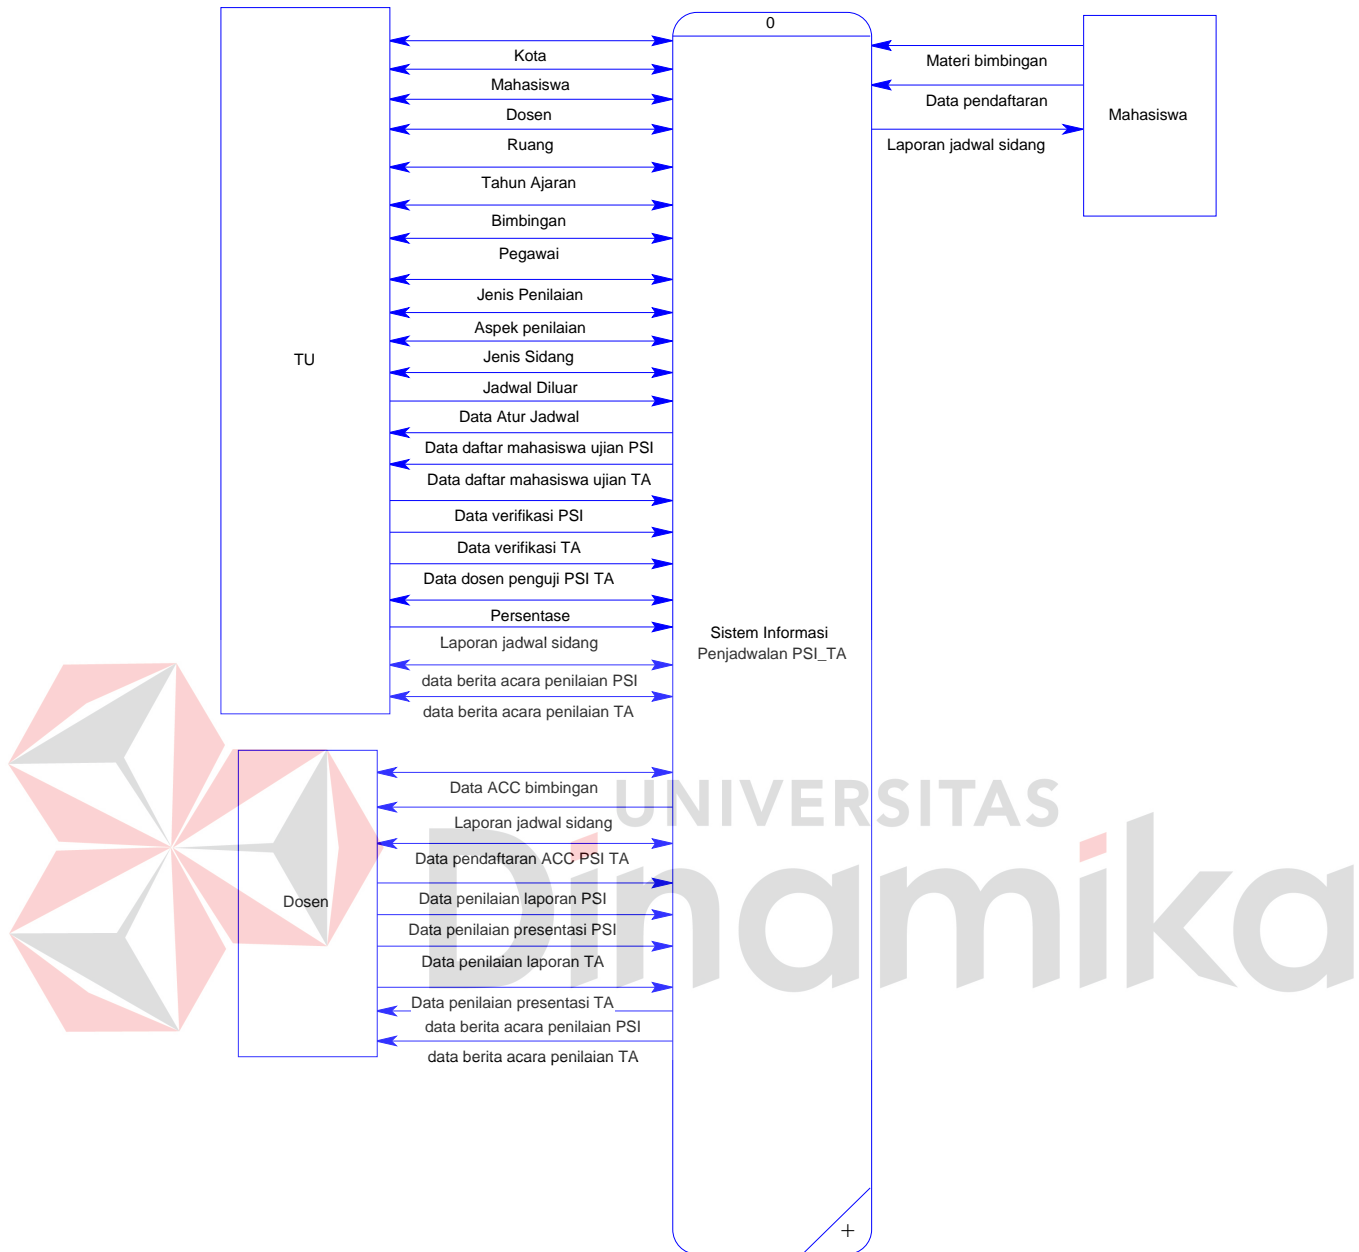 0
Kota
Mahasiswa
Dosen
Ruang
Tahun Ajaran
Bimbingan
Pegawai
Jenis Penilaian
Aspek penilaian
Jenis Sidang
Jadwal Diluar
Data Atur Jadwal
Data daftar mahasiswa ujian PSI
Data daftar mahasiswa ujian TA
Data verifikasi PSI
Data verifikasi TA
Data dosen penguji PSI TA
Persentase
Laporan jadwal sidang
data berita acara penilaian PSI
data berita acara penilaian TA
TU
Materi bimbingan
Data pendaftaran
Laporan jadwal sidang
Mahasiswa
Sistem Informasi
Penjadwalan PSI_TA
Data ACC bimbingan
Laporan jadwal sidang
Data pendaftaran ACC PSI TA
Data penilaian laporan PSI
Data penilaian presentasi PSI
Data penilaian laporan TA
Data penilaian presentasi TA
data berita acara penilaian PSI
data berita acara penilaian TA
Dosen
UNIVERSITAS
Dinamika
+